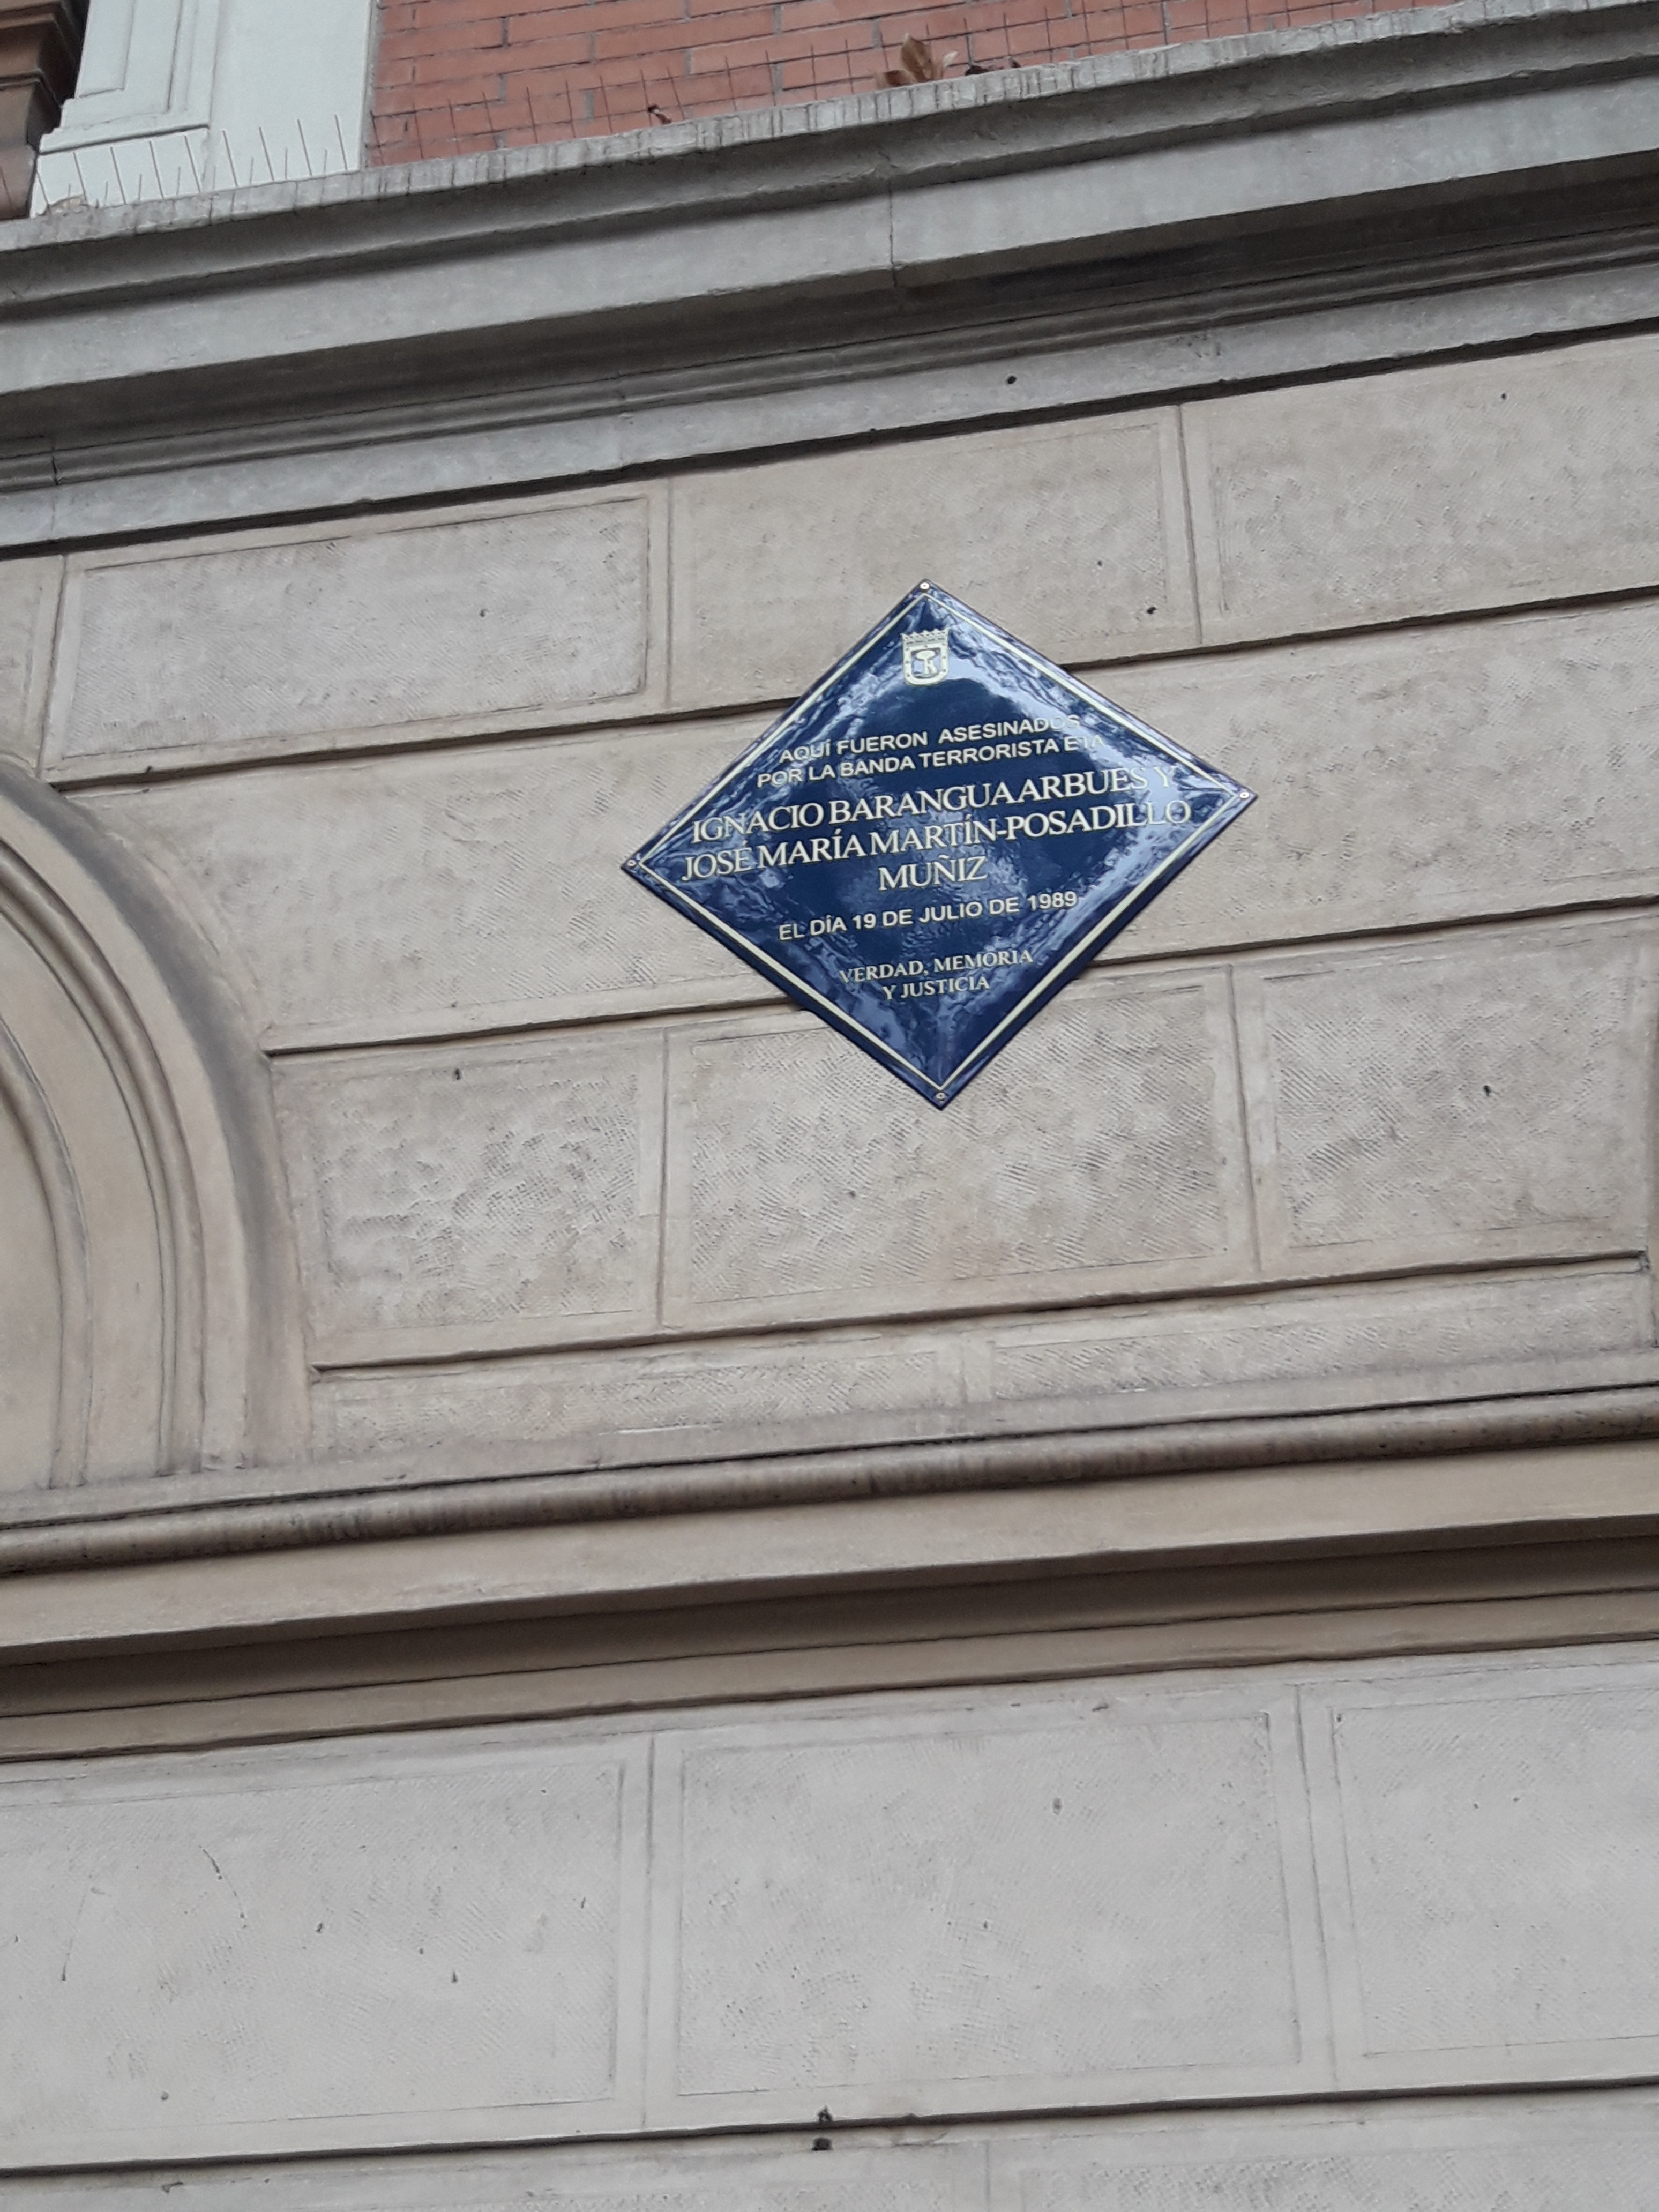 AQUÍ FUERON ASESINADOS
POR LA BANDA TERRORISTA ETA
IGNACIO BARANGUA ARBUES Y
JOSÉ MARÍA MARTÍN-POSADILLO
MUÑIZ
EL DÍA 19 DE JULIO DE 1989
VERDAD, MEMORIA
Y JUSTICIA